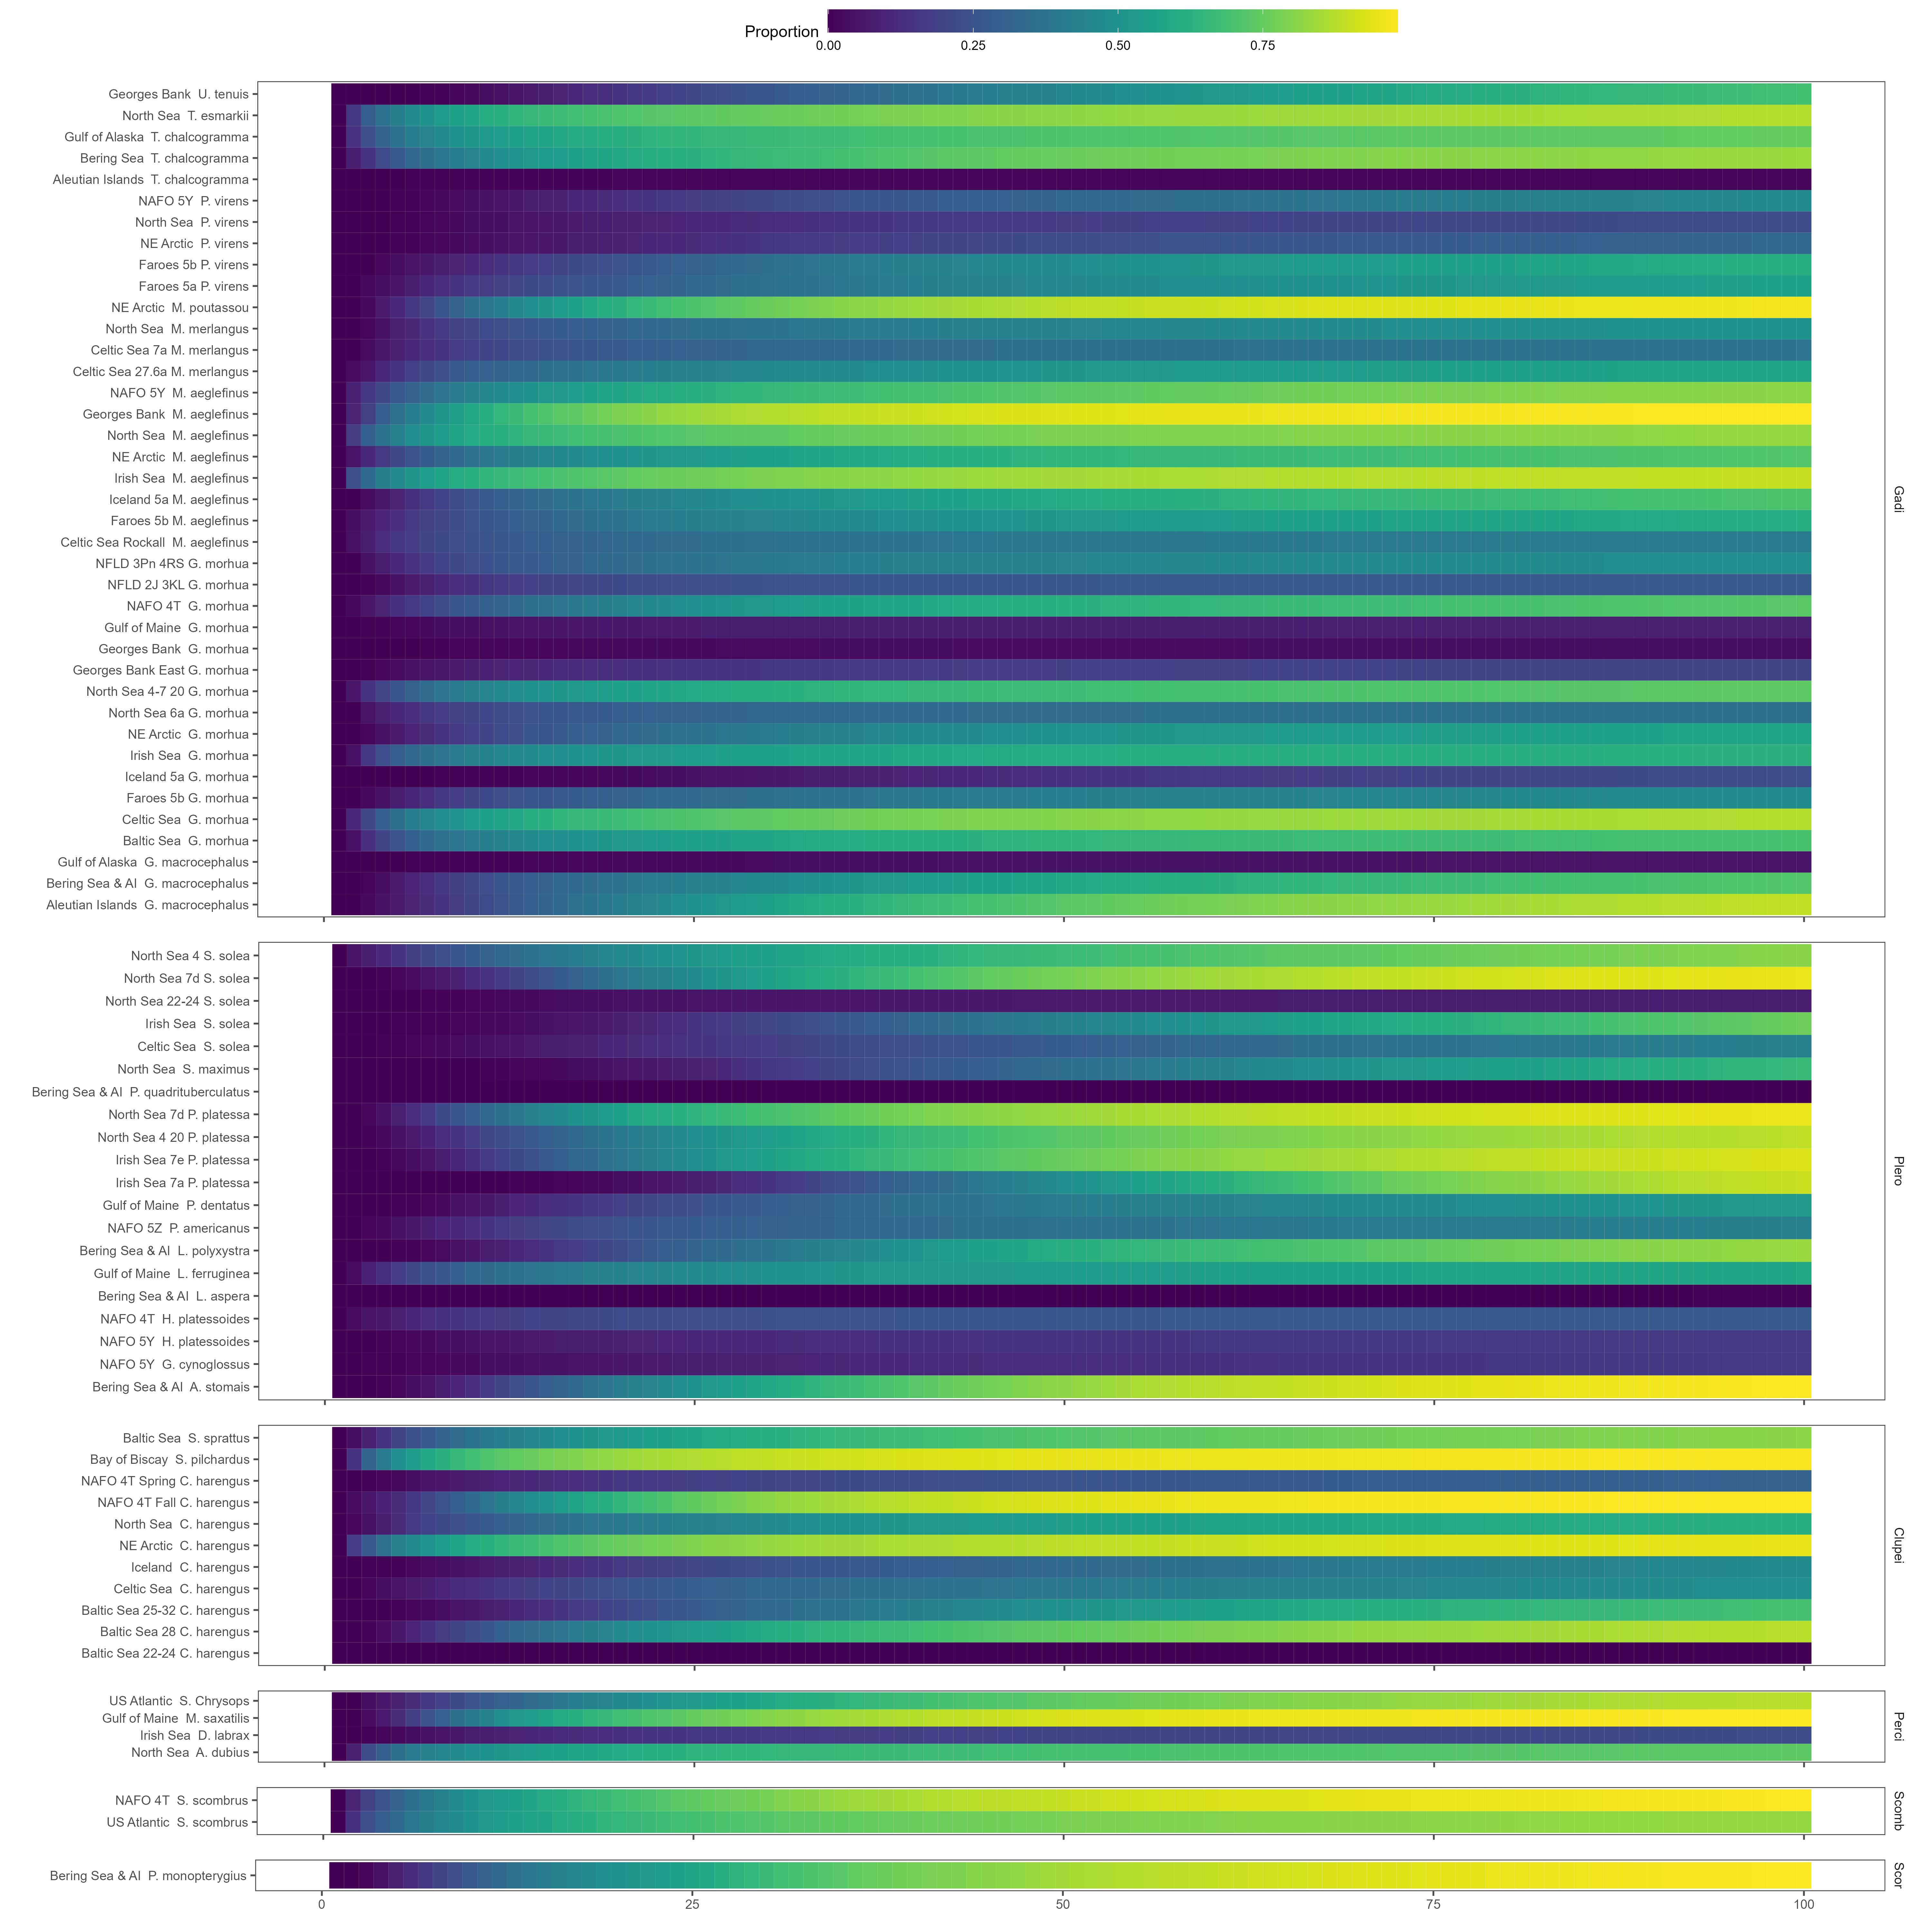 Proportion
0.00 0.25 0.50 0.75
Georges Bank U. tenuis
North Sea T. esmarkii
Gulf of Alaska T. chalcogramma
Bering Sea T. chalcogramma
Aleutian Islands T. chalcogramma
NAFO 5Y P. virens
North Sea P. virens
NE Arctic P. virens
Faroes 5b P. virens
Faroes 5a P. virens
NE Arctic M. poutassou
North Sea M. merlangus
Celtic Sea 7a M. merlangus
Celtic Sea 27.6a M. merlangus
NAFO 5Y M. aeglefinus
Georges Bank M. aeglefinus
North Sea M. aeglefinus
NE Arctic M. aeglefinus
Irish Sea M. aeglefinus
Iceland 5a M. aeglefinus
Faroes 5b M. aeglefinus
Celtic Sea Rockall M. aeglefinus
NFLD 3Pn 4RS G. morhua
NFLD 2J 3KL G. morhua
NAFO 4T G. morhua
Gulf of Maine G. morhua
Georges Bank G. morhua
Georges Bank East G. morhua
North Sea 4-7 20 G. morhua
North Sea 6a G. morhua
NE Arctic G. morhua
Irish Sea G. morhua
Iceland 5a G. morhua
Faroes 5b G. morhua
Celtic Sea G. morhua
Baltic Sea G. morhua
Gulf of Alaska G. macrocephalus
Bering Sea & AI G. macrocephalus
Aleutian Islands G. macrocephalus
Gadi
North Sea 4 S. solea
North Sea 7d S. solea
North Sea 22-24 S. solea
Irish Sea S. solea
Celtic Sea S. solea
North Sea S. maximus
Bering Sea & AI P. quadrituberculatus
North Sea 7d P. platessa
North Sea 4 20 P. platessa
Irish Sea 7e P. platessa
Irish Sea 7a P. platessa
Gulf of Maine P. dentatus
NAFO 5Z P. americanus
Bering Sea & AI L. polyxystra
Gulf of Maine L. ferruginea
Bering Sea & AI L. aspera
NAFO 4T H. platessoides
NAFO 5Y H. platessoides
NAFO 5Y G. cynoglossus
Bering Sea & AI A. stomais
Plero
Baltic Sea S. sprattus
Bay of Biscay S. pilchardus
NAFO 4T Spring C. harengus
NAFO 4T Fall C. harengus
North Sea C. harengus
NE Arctic C. harengus
Iceland C. harengus
Celtic Sea C. harengus
Baltic Sea 25-32 C. harengus
Baltic Sea 28 C. harengus
Baltic Sea 22-24 C. harengus
Clupei
US Atlantic S. Chrysops
Gulf of Maine M. saxatilis
Irish Sea D. labrax
North Sea A. dubius
Perci
NAFO 4T S. scombrus
US Atlantic S. scombrus
Scomb
Bering Sea & AI P. monopterygius
Scor
0 25 50 75 100